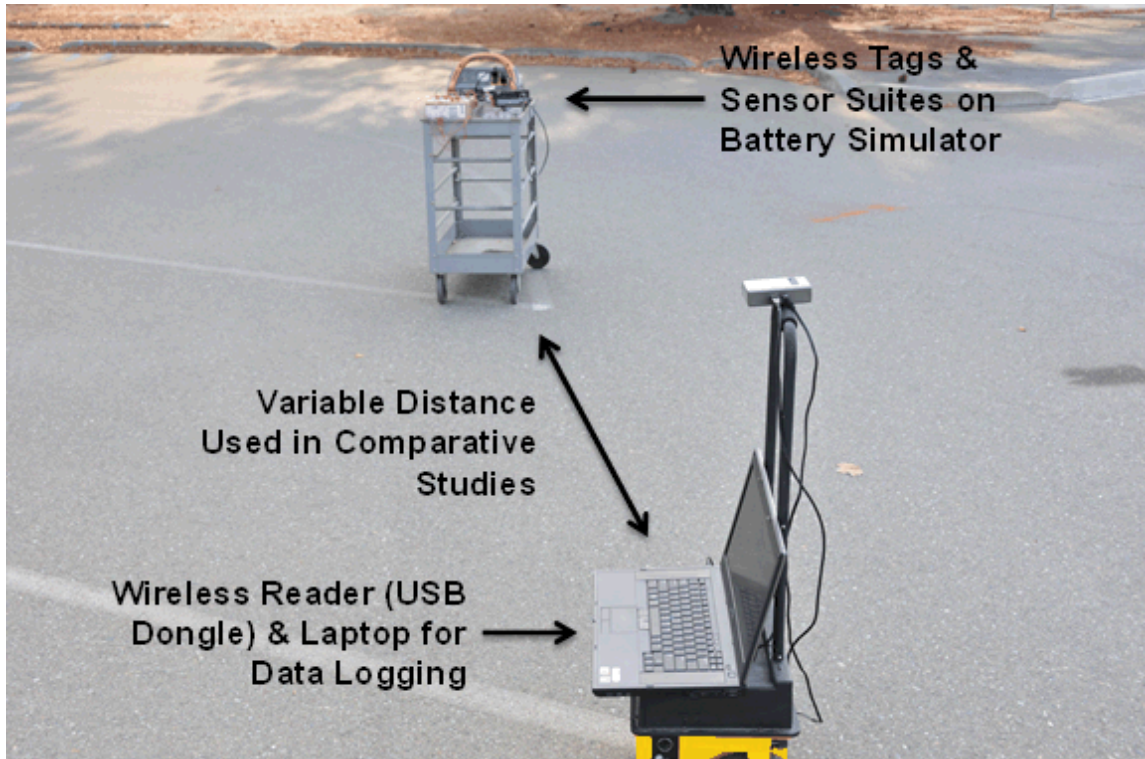 Wireless Tags &
Sensor Suites on
Battery Simulator
Variable Distance
Used in Comparative
Studies
Wireless Reader (USB
Dongle) & Laptop for
Data Logging